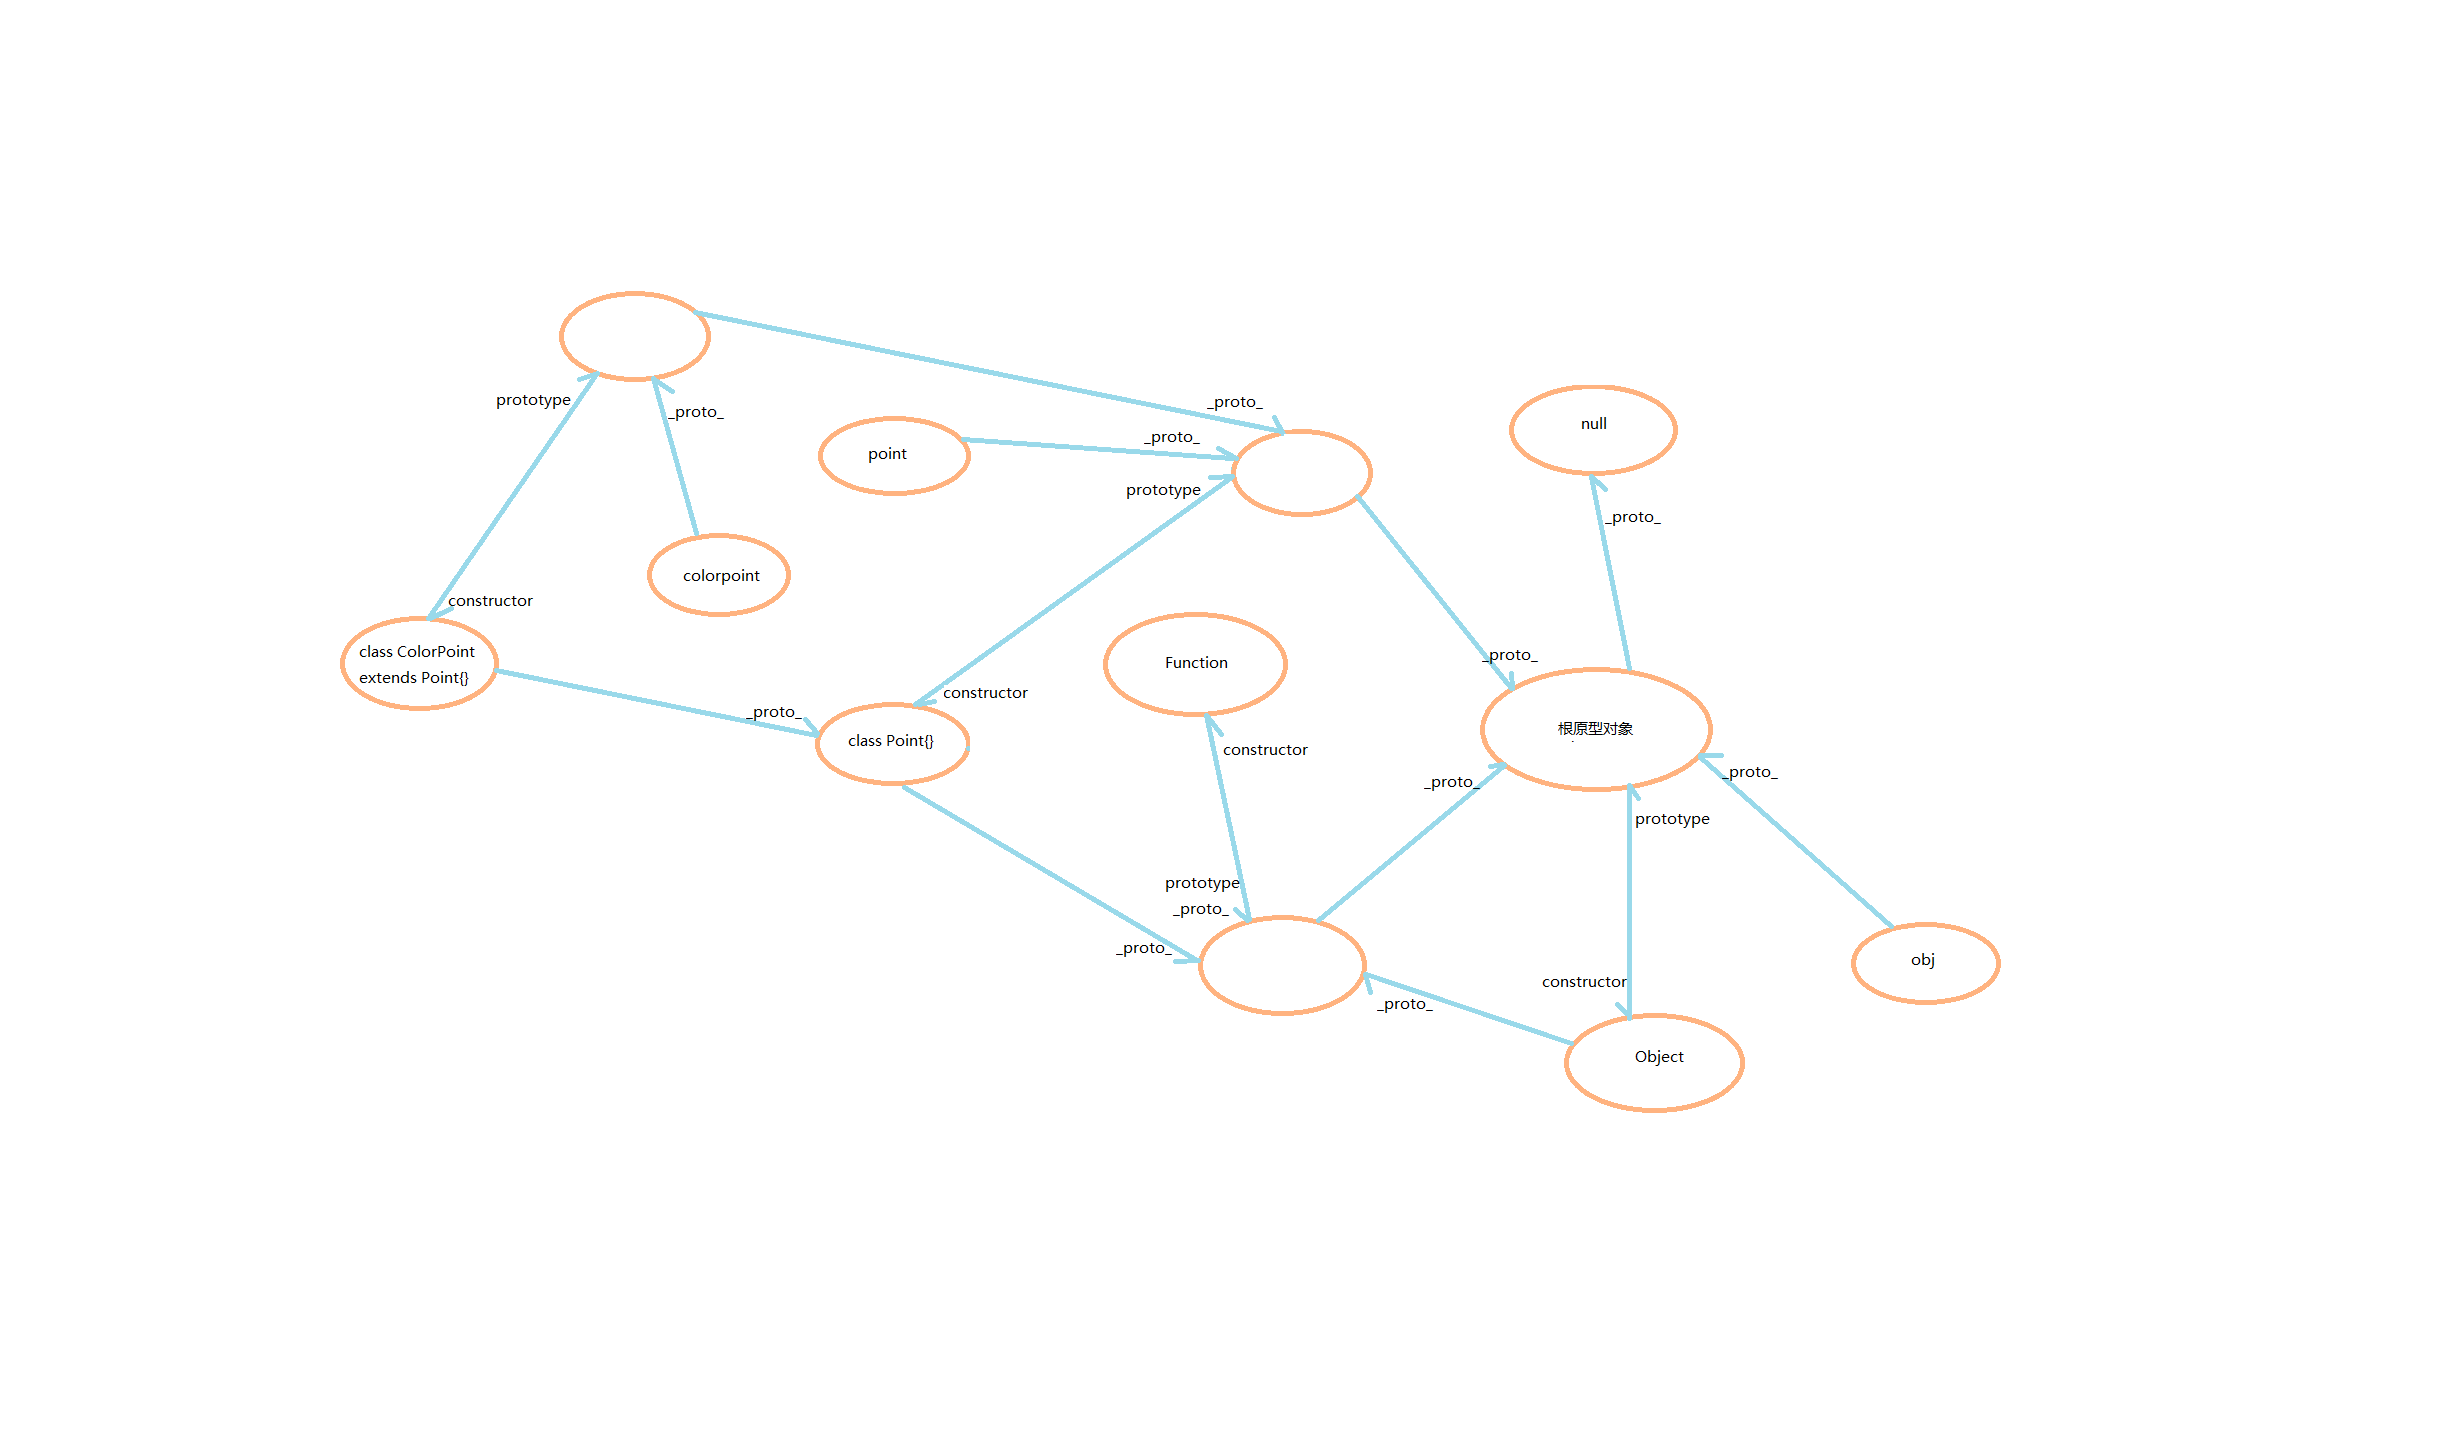 prototype
_proto_
_proto_
point
_proto_
prototype
null
_proto_
colorpoint
constructor
class ColorPoint
extends Point{}
_proto_
constructor
class Point{}
Function
constructor
_proto_
根原型对象
_proto_
_proto_
prototype
prototype
_proto_
_proto_
constructor
_proto_
obj
Object